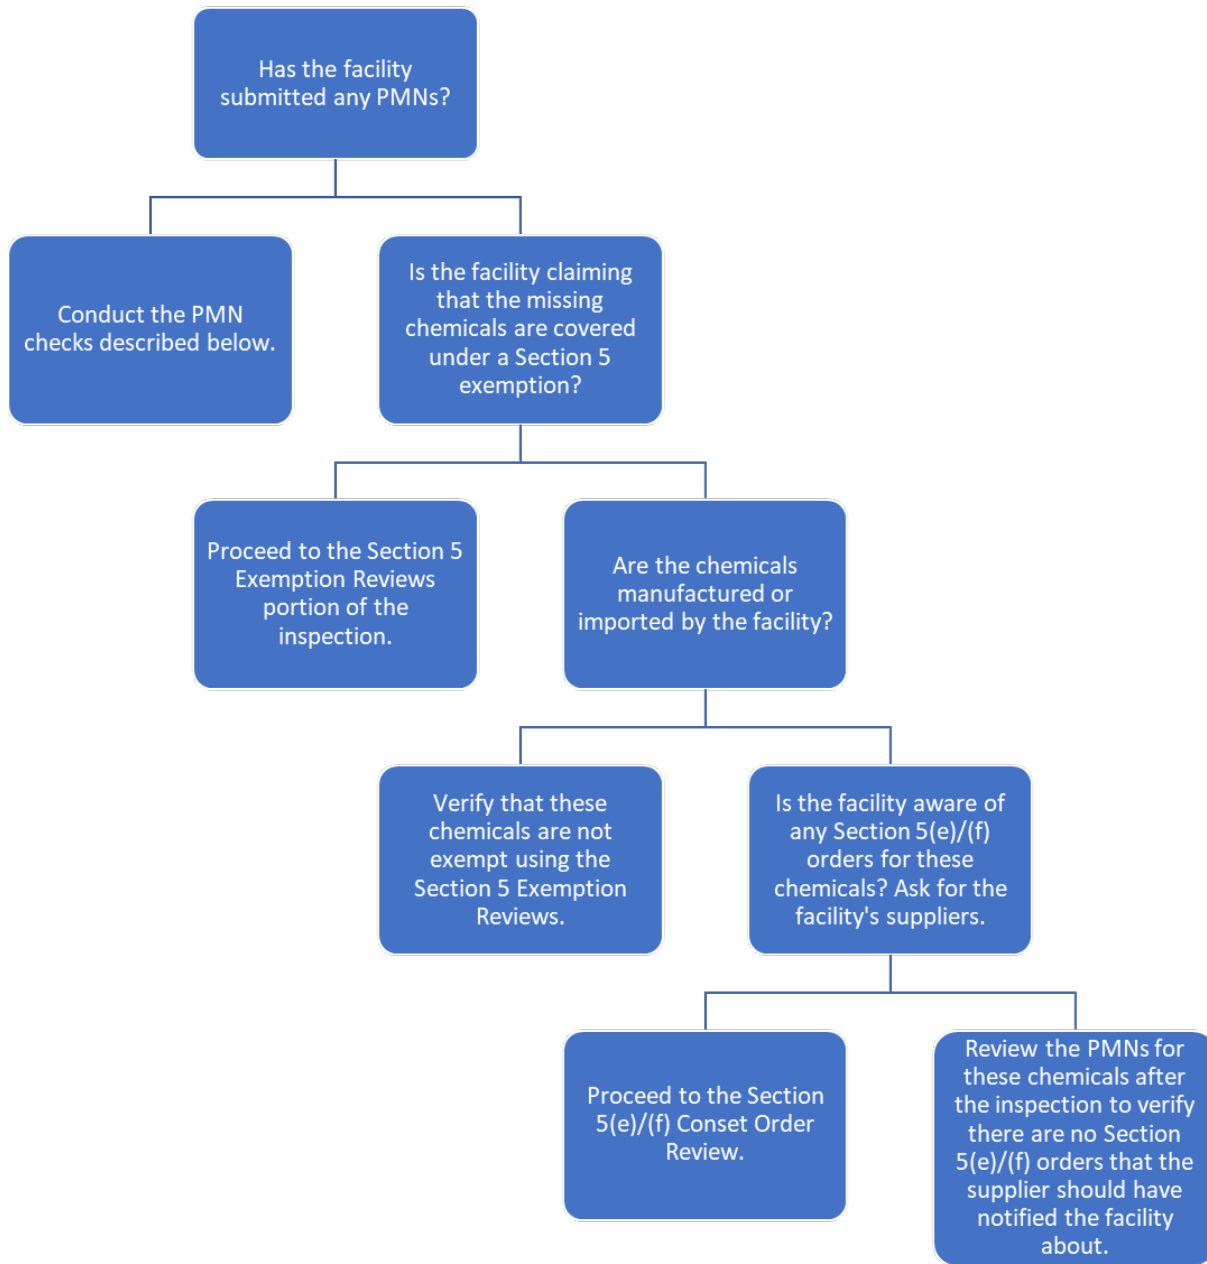 Has the facility
submitted any PMNs?
Conduct the PMN
checks described below.
Is the facility claiming
that the missing
chemicals are covered
under a Section 5
exemption?
Proceed to the Section 5
Exemption Reviews
portion of the
inspection.
Are the chemicals
manufactured or
imported by the facility?
Verify that these
chemicals are not
exempt using the
Section 5 Exemption
Reviews.
Is the facility aware of
any Section 5(e)/(f)
orders for these
chemicals? Ask for the
facility's suppliers.
Proceed to the Section
5(e)/(f) Conset Order
Review.
Review the PMNs for
these chemicals after
the inspection to verify
there are no Section
5(e)/(f) orders that the
supplier should have
notified the facility
about.